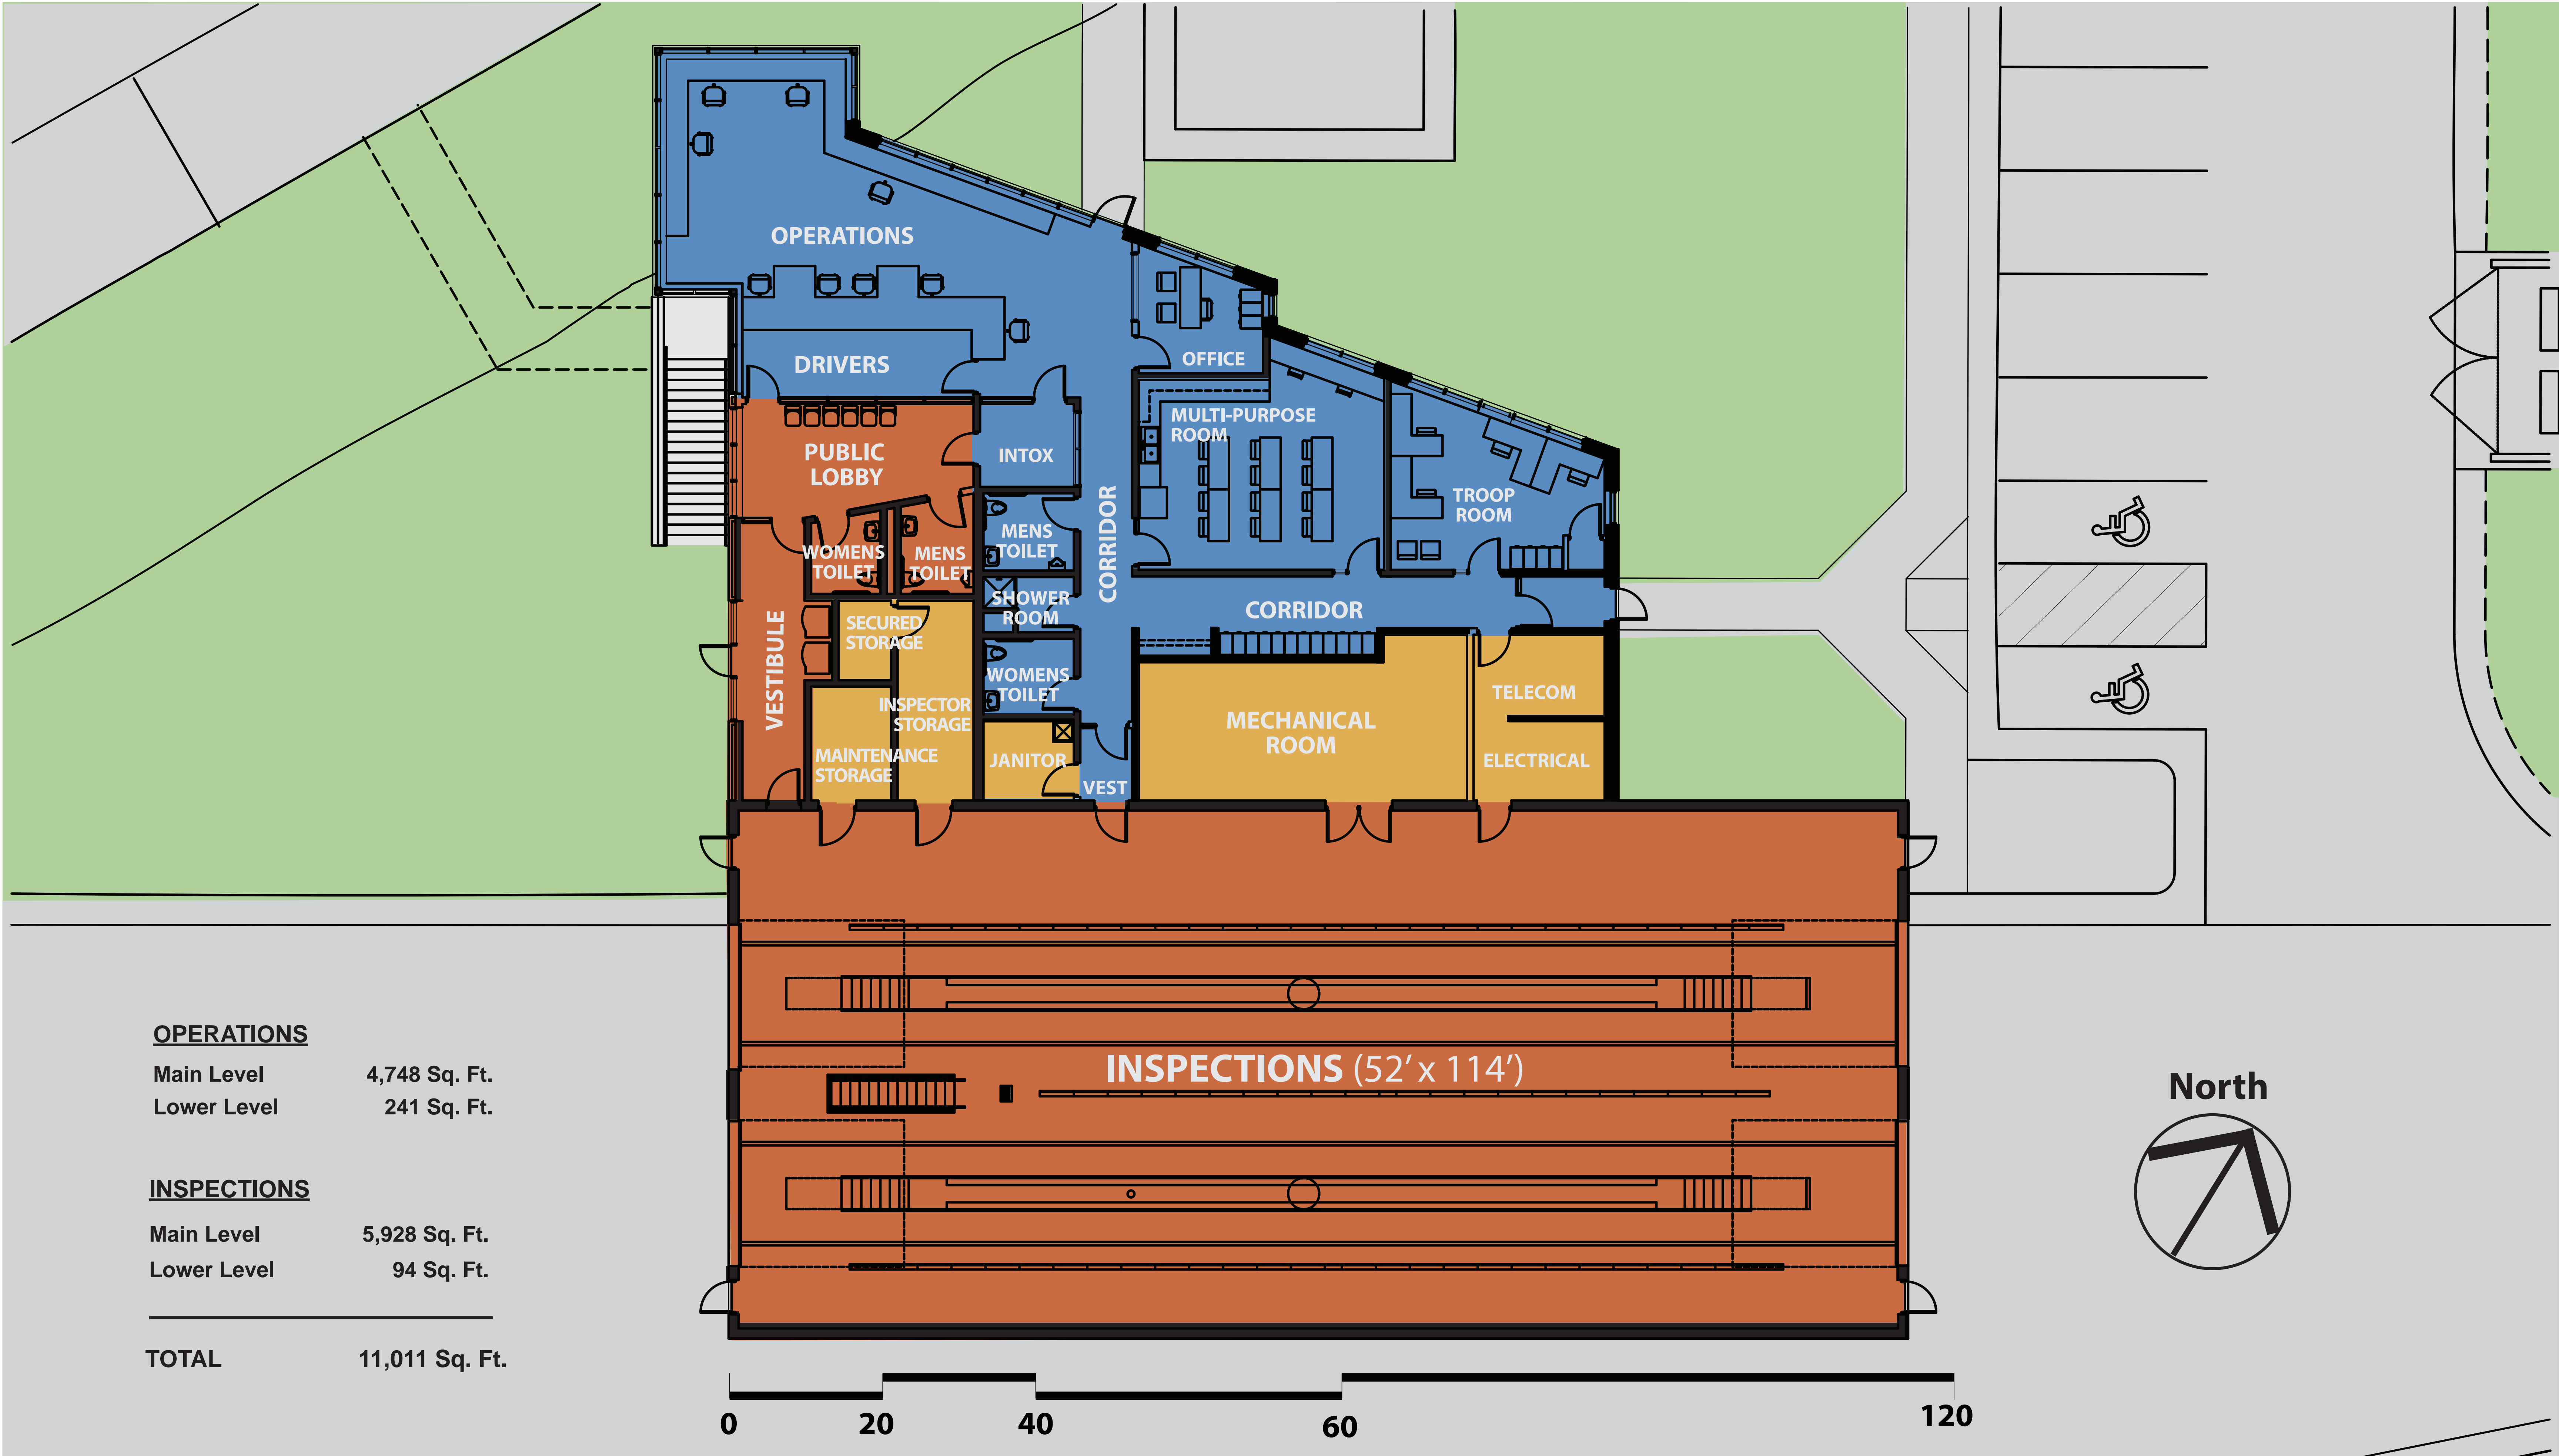 OPERATIONS
DRIVERS
OFFICE
PUBLIC
LOBBY
INTOX
MULTI-PURPOSE
ROOM
TROOP
ROOM
CORRIDOR
WOMENS
TOILET
MENS
TOILET
MENS
TOILET
SHOWER
ROOM
CORRIDOR
VESTIBULE
SECURED
STORAGE
INSPECTOR
STORAGE
MAINTENANCE
STORAGE
WOMENS
TOILET
JANITOR
VEST
MECHANICAL
ROOM
TELECOM
ELECTRICAL
INSPECTIONS (52’ x 114’)
OPERATIONS
Main Level 4,748 Sq. Ft.
Lower Level 241 Sq. Ft.
INSPECTIONS
Main Level 5,928 Sq. Ft.
Lower Level 94 Sq. Ft.
TOTAL 11,011 Sq. Ft.
North
0 20 40 60 120